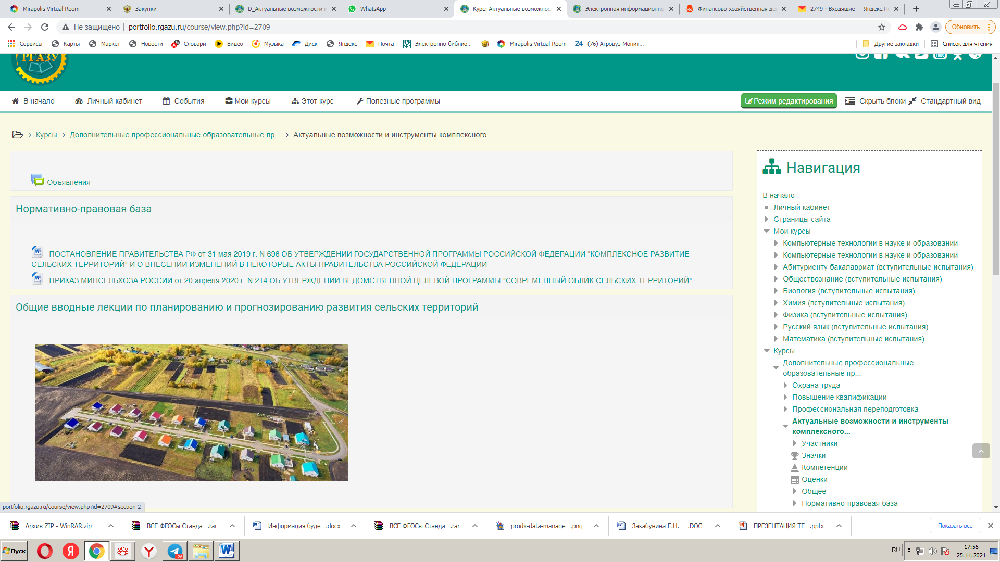 Mirapolis Virtual Room
Закупки
D_Актуальные возможности и
WhatsApp
Курс: Актуальные возможнос
Электронная информационно
Финансово-хозяйственная де
2749 · Входящие — Яндекс.По
Не защищено portfolio.rgazu.ru/course/view.php?id=2709
Обновить
Сервисы Карты Маркет Новости Словари Видео Музыка Диск Яндекс Почта Электронно-библио... Mirapolis Virtual Room 24 (76) Агровуз-Монит... Другие закладки Список для чтения
РГАЗУ
В начало Личный кабинет События Мои курсы Этот курс Полезные программы Режим редактирования Скрыть блоки Стандартный вид
Курсы > Дополнительные профессиональные образовательные пр... > Актуальные возможности и инструменты комплексного...
Объявления
Нормативно-правовая база
ПОСТАНОВЛЕНИЕ ПРАВИТЕЛЬСТВА РФ от 31 мая 2019 г. N 696 ОБ УТВЕРЖДЕНИИ ГОСУДАРСТВЕННОЙ ПРОГРАММЫ РОССИЙСКОЙ ФЕДЕРАЦИИ "КОМПЛЕКСНОЕ РАЗВИТИЕ
СЕЛЬСКИХ ТЕРРИТОРИЙ" И О ВНЕСЕНИИ ИЗМЕНЕНИЙ В НЕКОТОРЫЕ АКТЫ ПРАВИТЕЛЬСТВА РОССИЙСКОЙ ФЕДЕРАЦИИ
ПРИКАЗ МИНСЕЛЬХОЗА РОССИИ от 20 апреля 2020 г. N 214 ОБ УТВЕРЖДЕНИИ ВЕДОМСТВЕННОЙ ЦЕЛЕВОЙ ПРОГРАММЫ "СОВРЕМЕННЫЙ ОБЛИК СЕЛЬСКИХ ТЕРРИТОРИЙ"
Общие вводные лекции по планированию и прогнозированию развития сельских территорий
Навигация
В начало
Личный кабинет
Страницы сайта
Мои курсы
Компьютерные технологии в науке и образовании
Компьютерные технологии в науке и образовании
Абитуриенту бакалавриат (вступительные испытания)
Обществознание (вступительные испытания)
Биология (вступительные испытания)
Химия (вступительные испытания)
Физика (вступительные испытания)
Русский язык (вступительные испытания)
Математика (вступительные испытания)
Курсы
Дополнительные профессиональные
образовательные пр...
Охрана труда
Повышение квалификации
Профессиональная переподготовка
Актуальные возможности и инструменты
комплексного...
Участники
Значки
Компетенции
Оценки
Общее
Нормативно-правовая база
portfolio.rgazu.ru/course/view.php?id=2709#section-2
Архив ZIP - WinRAR.zip
ВСЕ ФГОСы Станда....rar
Информация буде....docx
ВСЕ ФГОСы Станда....rar
prodx-data-manage....png
Закабунина Е.Н._....DOC
ПРЕЗЕНТАЦИЯ ТЕ....pptx
Показать все
Пуск
26
RU
17:55
25.11.2021